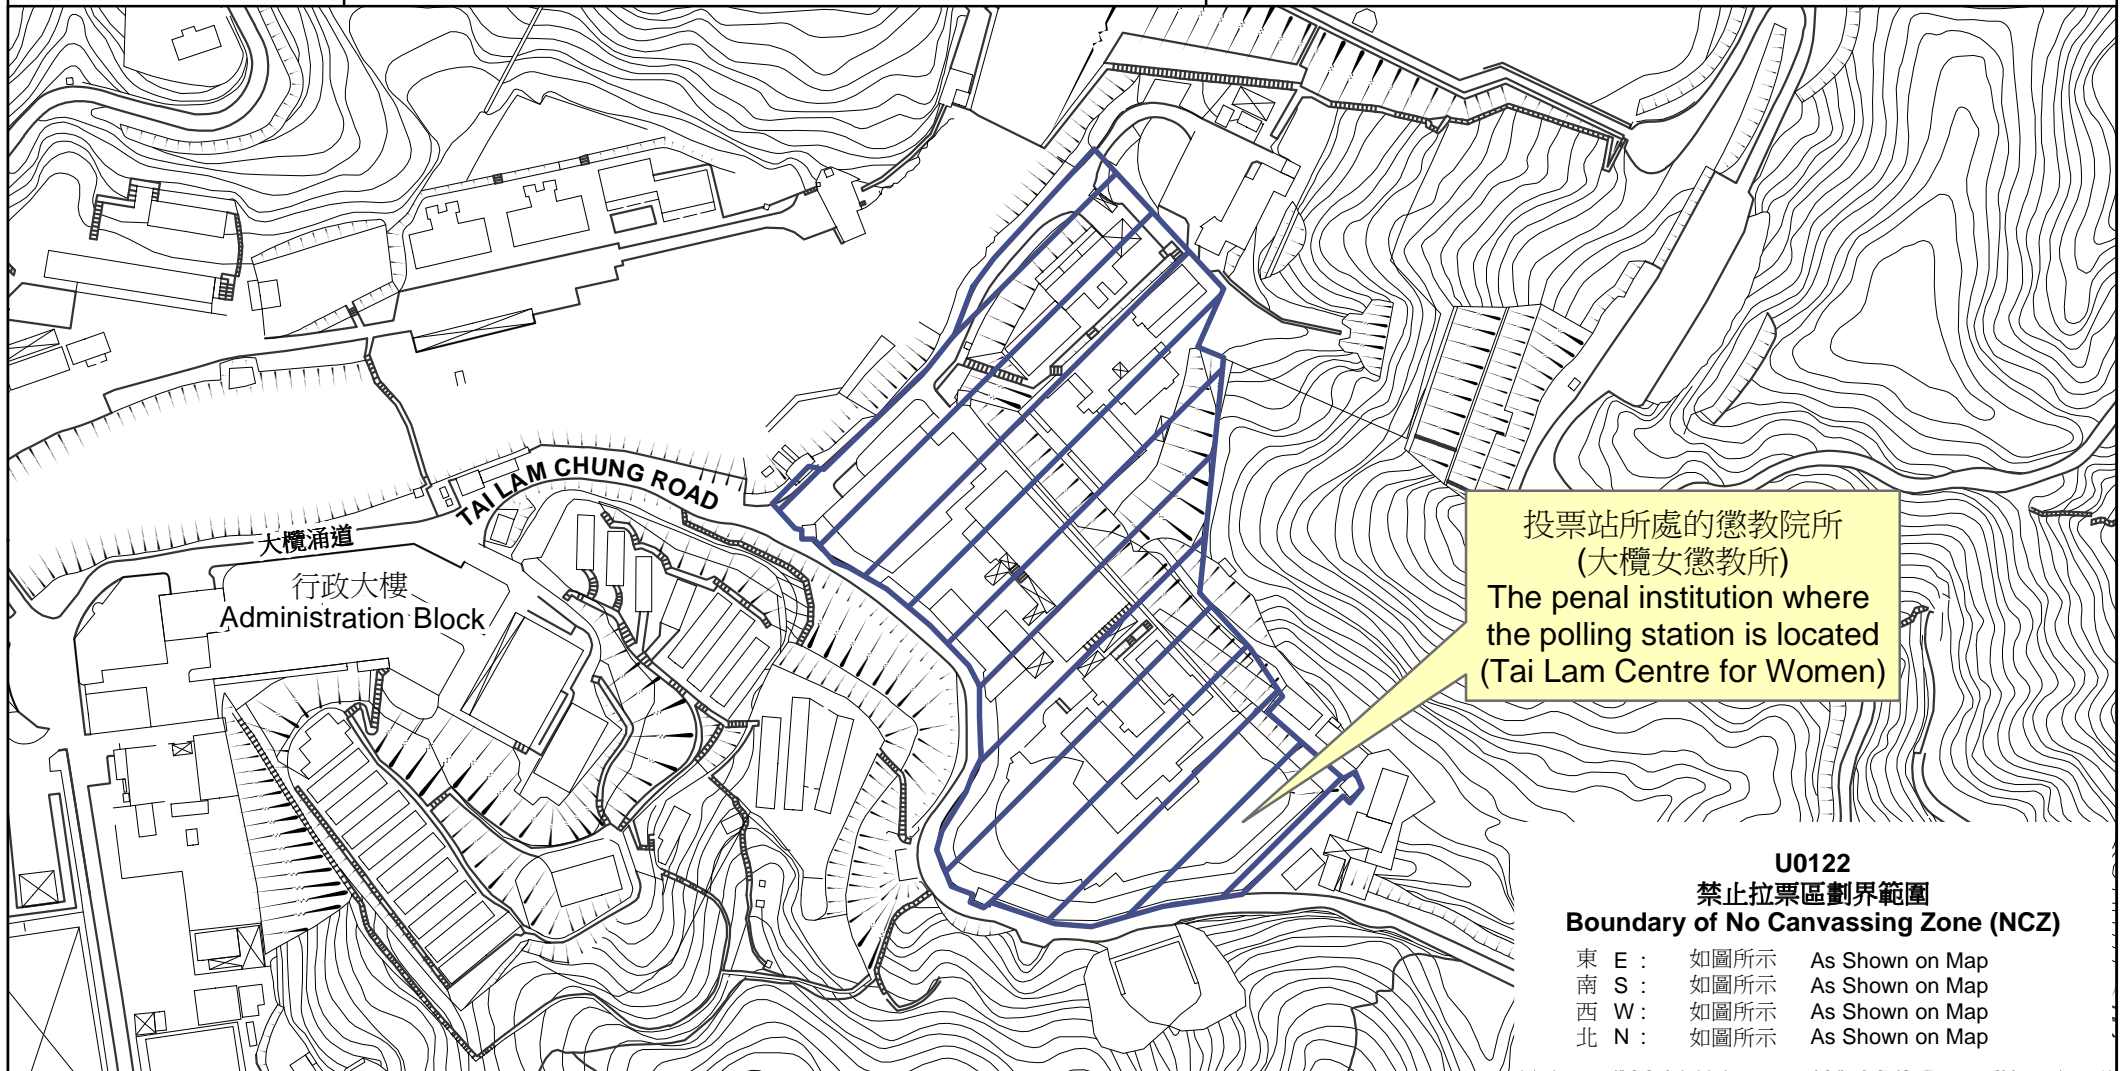 TAI LAM CHUNG ROAD
大欖涌道
行政大樓
Administration Block
投票站所處的懲教院所
(大欖女懲教所)
The penal institution where
the polling station is located
(Tai Lam Centre for Women)
U0122
禁止拉票區劃界範圍
Boundary of No Canvassing Zone (NCZ)
東 E : 如圖所示 As Shown on Map
南 S : 如圖所示 As Shown on Map
西 W : 如圖所示 As Shown on Map
北 N : 如圖所示 As Shown on Map